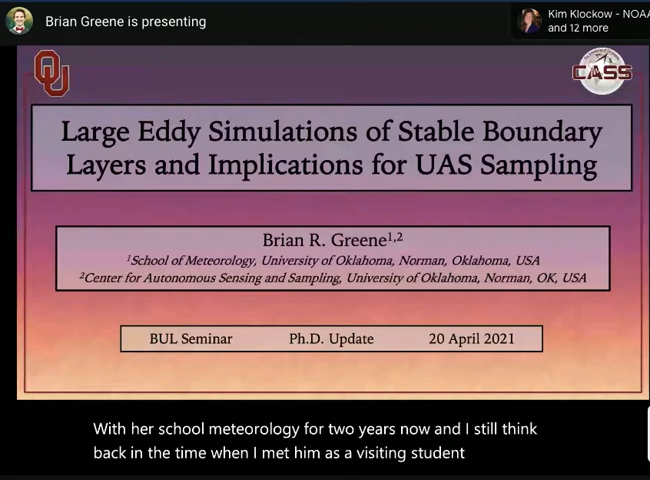 Brian Greene is presenting
Kim Klockow - NOAA
and 12 more
OU
CASS
Large Eddy Simulations of Stable Boundary
Layers and Implications for UAS Sampling
Brian R. Greene1,2
1School of Meteorology, University of Oklahoma, Norman, Oklahoma, USA
2Center for Autonomous Sensing and Sampling, University of Oklahoma, Norman, OK, USA
BUL Seminar Ph.D. Update 20 April 2021
With her school meteorology for two years now and I still think
back in the time when I met him as a visiting student